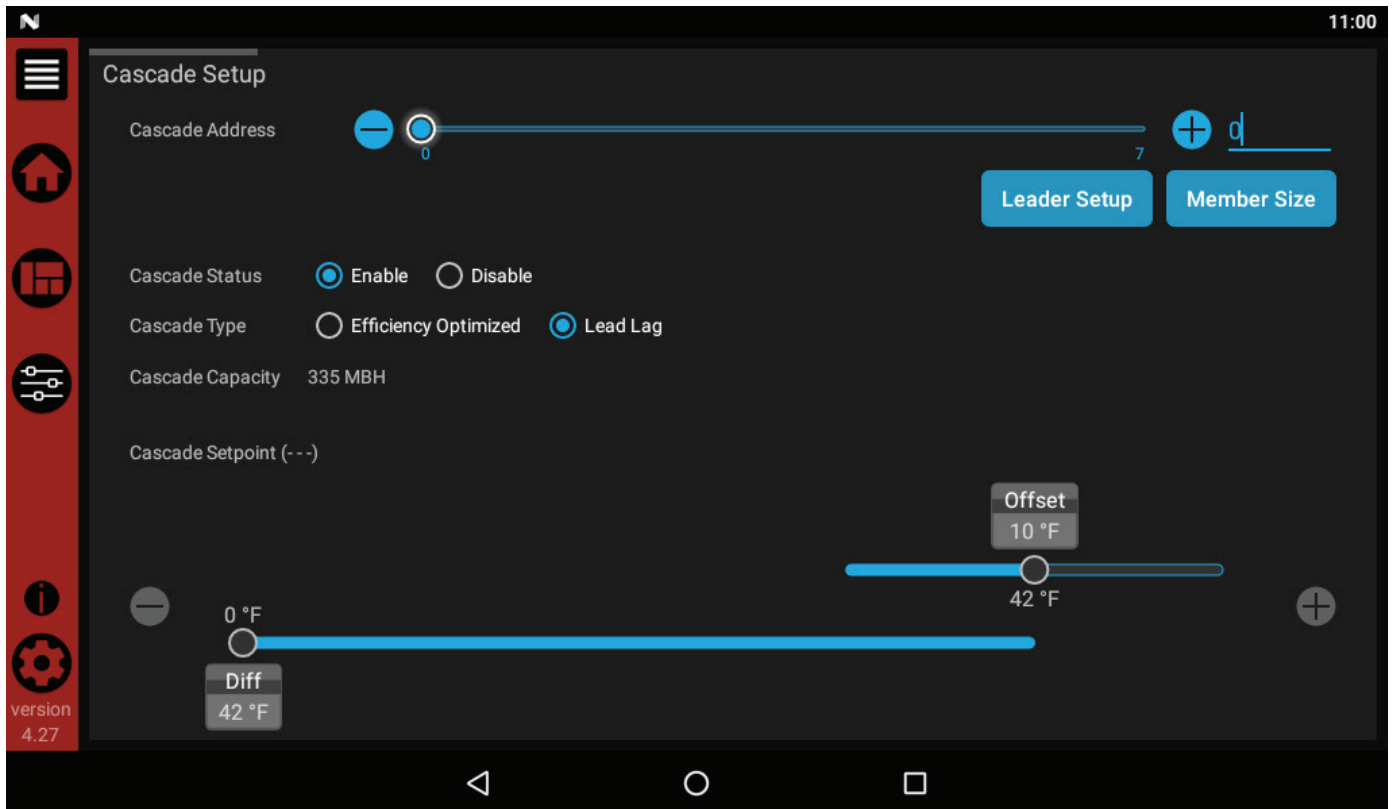 11:00
Cascade Setup
Cascade Address
0
7
0
Leader Setup
Member Size
Cascade Status
Enable
Disable
Cascade Type
Efficiency Optimized
Lead Lag
Cascade Capacity
335 MBH
Cascade Setpoint (---)
Offset
10 °F
42 °F
0 °F
Diff
42 °F
version
4.27